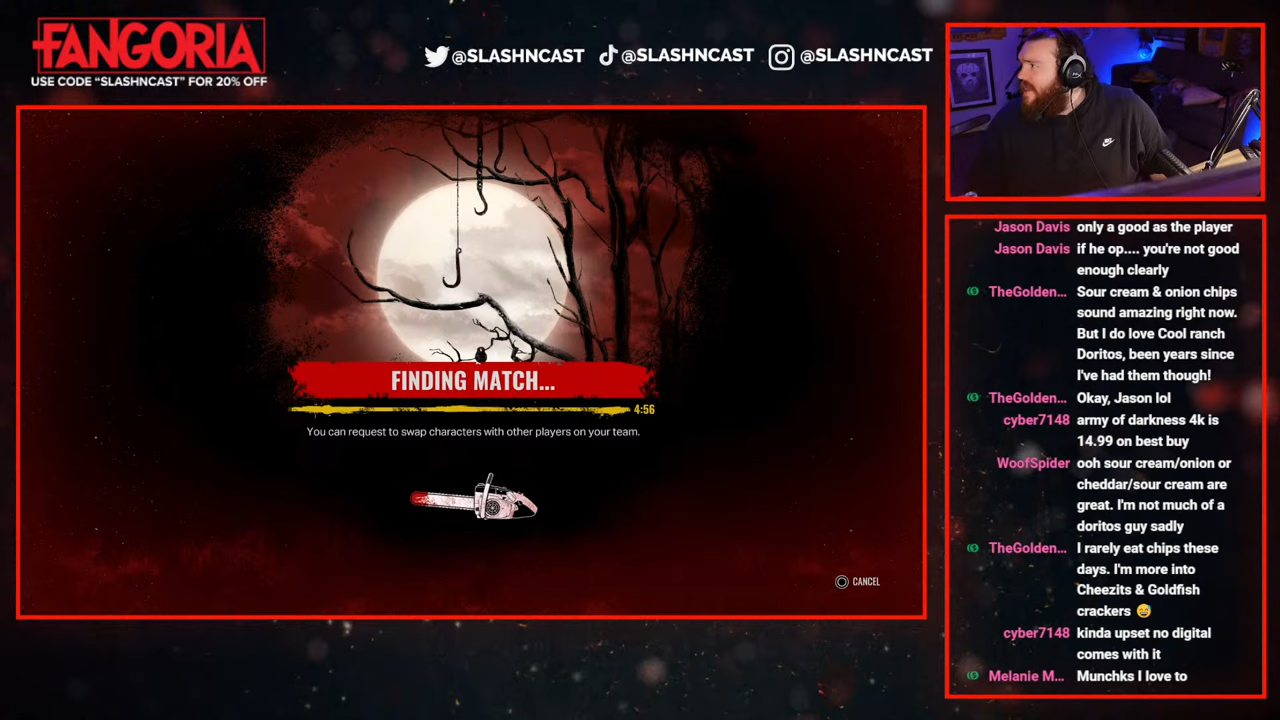 FANGORIA
USE CODE “SLASHNCAST” FOR 20% OFF
@SLASHNCAST @SLASHNCAST @SLASHNCAST
FINDING MATCH...
4:56
You can request to swap characters with other players on your team.
CANCEL
Jason Davis only a good as the player
Jason Davis if he op.... you're not good
enough clearly
TheGolden... Sour cream & onion chips
sound amazing right now.
But I do love Cool ranch
Doritos, been years since
I've had them though!
TheGolden... Okay, Jason lol
cyber7148 army of darkness 4k is
14.99 on best buy
WoofSpider ooh sour cream/onion or
cheddar/sour cream are
great. I'm not much of a
doritos guy sadly
TheGolden... I rarely eat chips these
days. I'm more into
Cheezits & Goldfish
crackers 😅
cyber7148 kinda upset no digital
comes with it
Melanie M... Munchks I love to